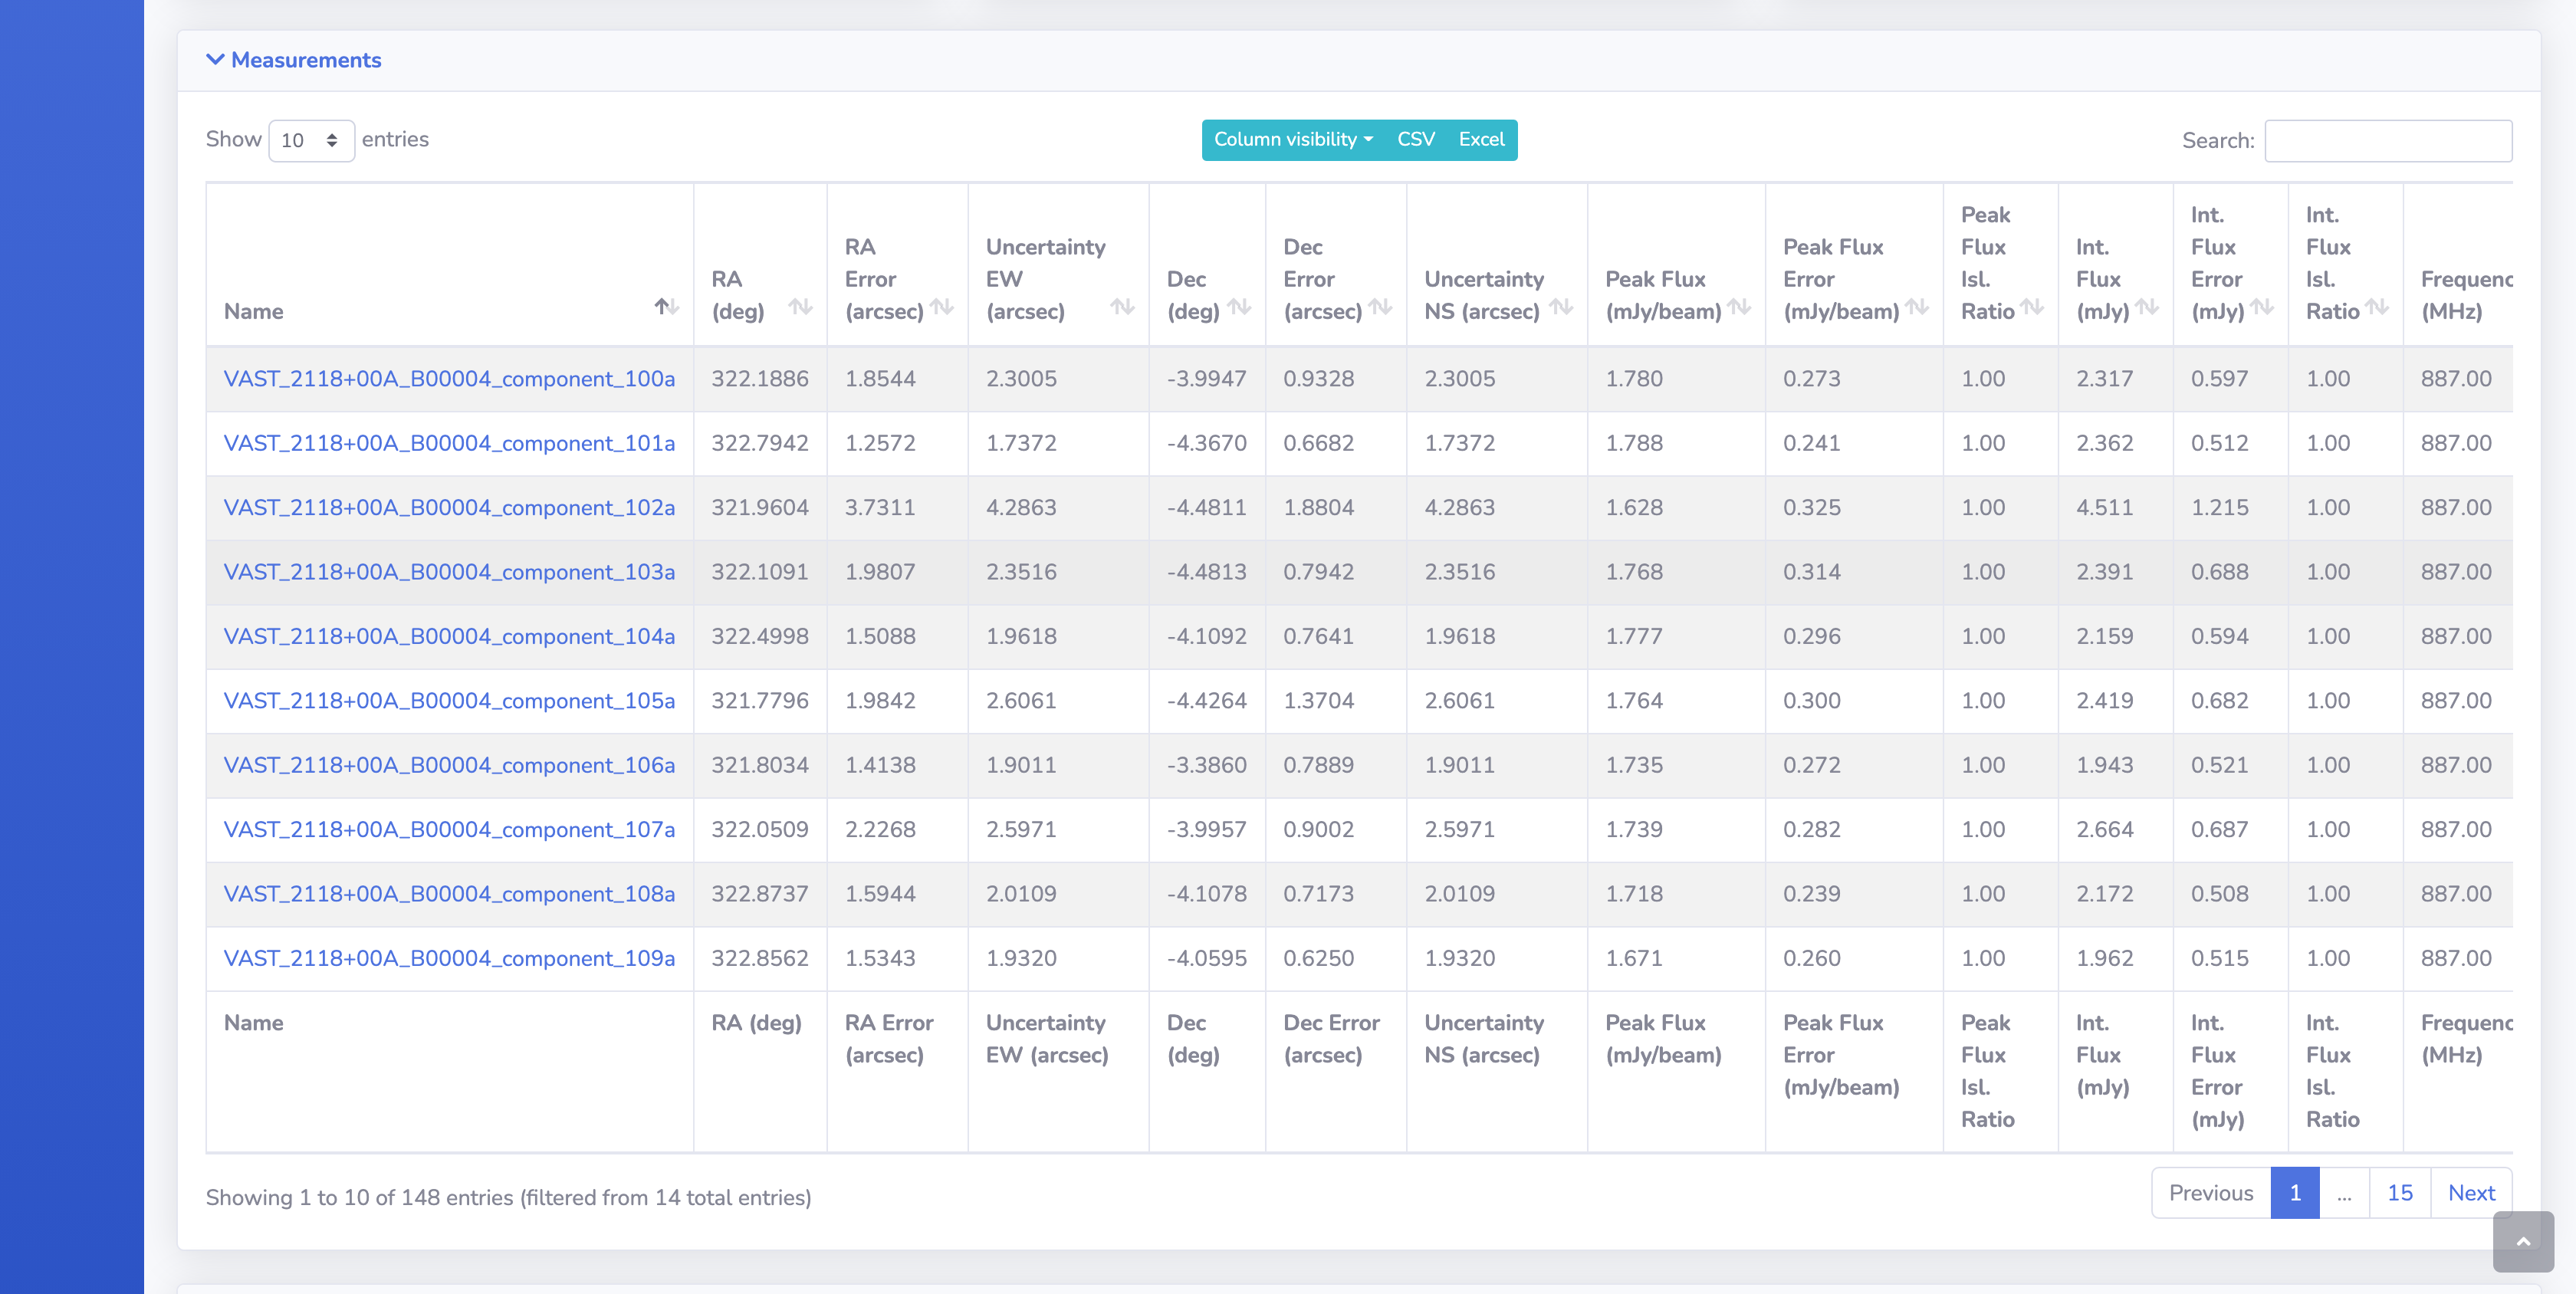 Measurements
Show 10 entries
Column visibility CSV Excel
Search:
Name RA (deg) RA Error (arcsec) Uncertainty EW (arcsec) Dec (deg) Dec Error (arcsec) Uncertainty NS (arcsec) Peak Flux (mJy/beam) Peak Flux Error (mJy/beam) Peak Flux Isl. Ratio Int. Flux (mJy) Int. Flux Error (mJy) Int. Flux Isl. Ratio Frequenc (MHz)
VAST_2118+00A_B00004_component_100a 322.1886 1.8544 2.3005 -3.9947 0.9328 2.3005 1.780 0.273 1.00 2.317 0.597 1.00 887.00
VAST_2118+00A_B00004_component_101a 322.7942 1.2572 1.7372 -4.3670 0.6682 1.7372 1.788 0.241 1.00 2.362 0.512 1.00 887.00
VAST_2118+00A_B00004_component_102a 321.9604 3.7311 4.2863 -4.4811 1.8804 4.2863 1.628 0.325 1.00 4.511 1.215 1.00 887.00
VAST_2118+00A_B00004_component_103a 322.1091 1.9807 2.3516 -4.4813 0.7942 2.3516 1.768 0.314 1.00 2.391 0.688 1.00 887.00
VAST_2118+00A_B00004_component_104a 322.4998 1.5088 1.9618 -4.1092 0.7641 1.9618 1.777 0.296 1.00 2.159 0.594 1.00 887.00
VAST_2118+00A_B00004_component_105a 321.7796 1.9842 2.6061 -4.4264 1.3704 2.6061 1.764 0.300 1.00 2.419 0.682 1.00 887.00
VAST_2118+00A_B00004_component_106a 321.8034 1.4138 1.9011 -3.3860 0.7889 1.9011 1.735 0.272 1.00 1.943 0.521 1.00 887.00
VAST_2118+00A_B00004_component_107a 322.0509 2.2268 2.5971 -3.9957 0.9002 2.5971 1.739 0.282 1.00 2.664 0.687 1.00 887.00
VAST_2118+00A_B00004_component_108a 322.8737 1.5944 2.0109 -4.1078 0.7173 2.0109 1.718 0.239 1.00 2.172 0.508 1.00 887.00
VAST_2118+00A_B00004_component_109a 322.8562 1.5343 1.9320 -4.0595 0.6250 1.9320 1.671 0.260 1.00 1.962 0.515 1.00 887.00
Name RA (deg) RA Error (arcsec) Uncertainty EW (arcsec) Dec (deg) Dec Error (arcsec) Uncertainty NS (arcsec) Peak Flux (mJy/beam) Peak Flux Error (mJy/beam) Peak Flux Isl. Ratio Int. Flux (mJy) Int. Flux Error (mJy) Int. Flux Isl. Ratio Frequenc (MHz)
Showing 1 to 10 of 148 entries (filtered from 14 total entries)
Previous 1 ... 15 Next